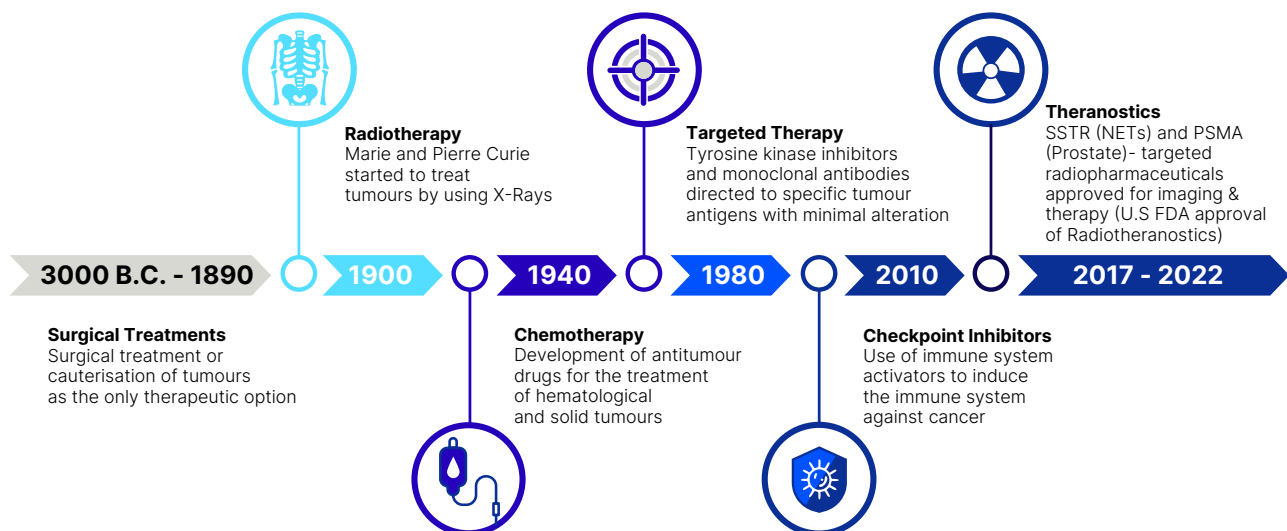 Radiotherapy
Marie and Pierre Curie
started to treat
tumours by using X-Rays
Targeted Therapy
Tyrosine kinase inhibitors
and monoclonal antibodies
directed to specific tumour
antigens with minimal alteration
Theranostics
SSTR (NETs) and PSMA
(Prostate)- targeted
radiopharmaceuticals
approved for imaging &
therapy (U.S FDA approval
of Radiotheranostics)
3000 B.C. - 1890
1900
1940
1980
2010
2017 - 2022
Surgical Treatments
Surgical treatment or
cauterisation of tumours
as the only therapeutic option
Chemotherapy
Development of antitumour
drugs for the treatment
of hematological
and solid tumours
Checkpoint Inhibitors
Use of immune system
activators to induce
the immune system
against cancer